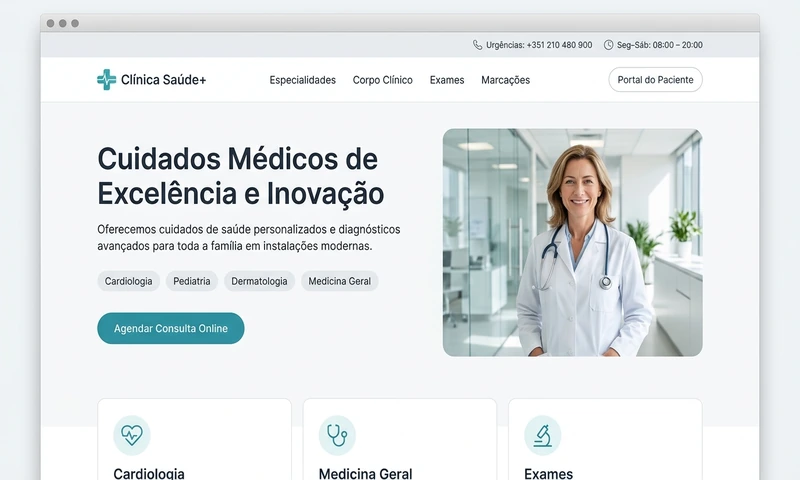 Urgências: +351 210 480 900
Seg-Sáb: 08:00 – 20:00
Clínica Saúde+
Especialidades
Corpo Clínico
Exames
Marcações
Portal do Paciente
Cuidados Médicos de
Excelência e Inovação
Oferecemos cuidados de saúde personalizados e diagnósticos
avançados para toda a família em instalações modernas.
Cardiologia
Pediatria
Dermatologia
Medicina Geral
Agendar Consulta Online
Cardiologia
Medicina Geral
Exames